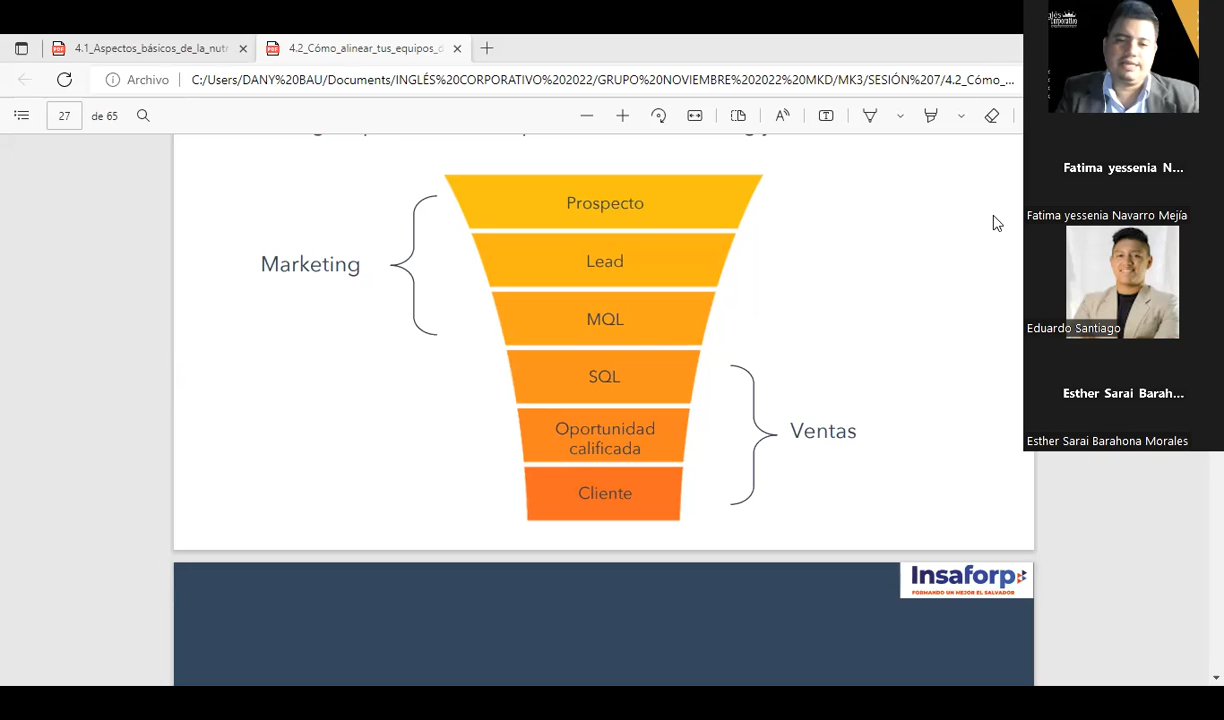 4.1_Aspectos_básicos_de_la_nutr
4.2_Cómo_alinear_tus_equipos_d
Archivo
C:/Users/DANY%20BAU/Documents/INGLÉS%20CORPORATIVO%202022/GRUPO%20NOVIEMBRE%202022%20MKD/MK3/SESIÓN%207/4.2_Cómo_...
27
de 65
Prospecto
Lead
MQL
SQL
Oportunidad
calificada
Cliente
Marketing
Ventas
Insaforp
FORMANDO UN MEJOR EL SALVADOR
Corporativo
Fatima yessenia N...
Fatima yessenia Navarro Mejía
Eduardo Santiago
Esther Sarai Barah...
Esther Sarai Barahona Morales